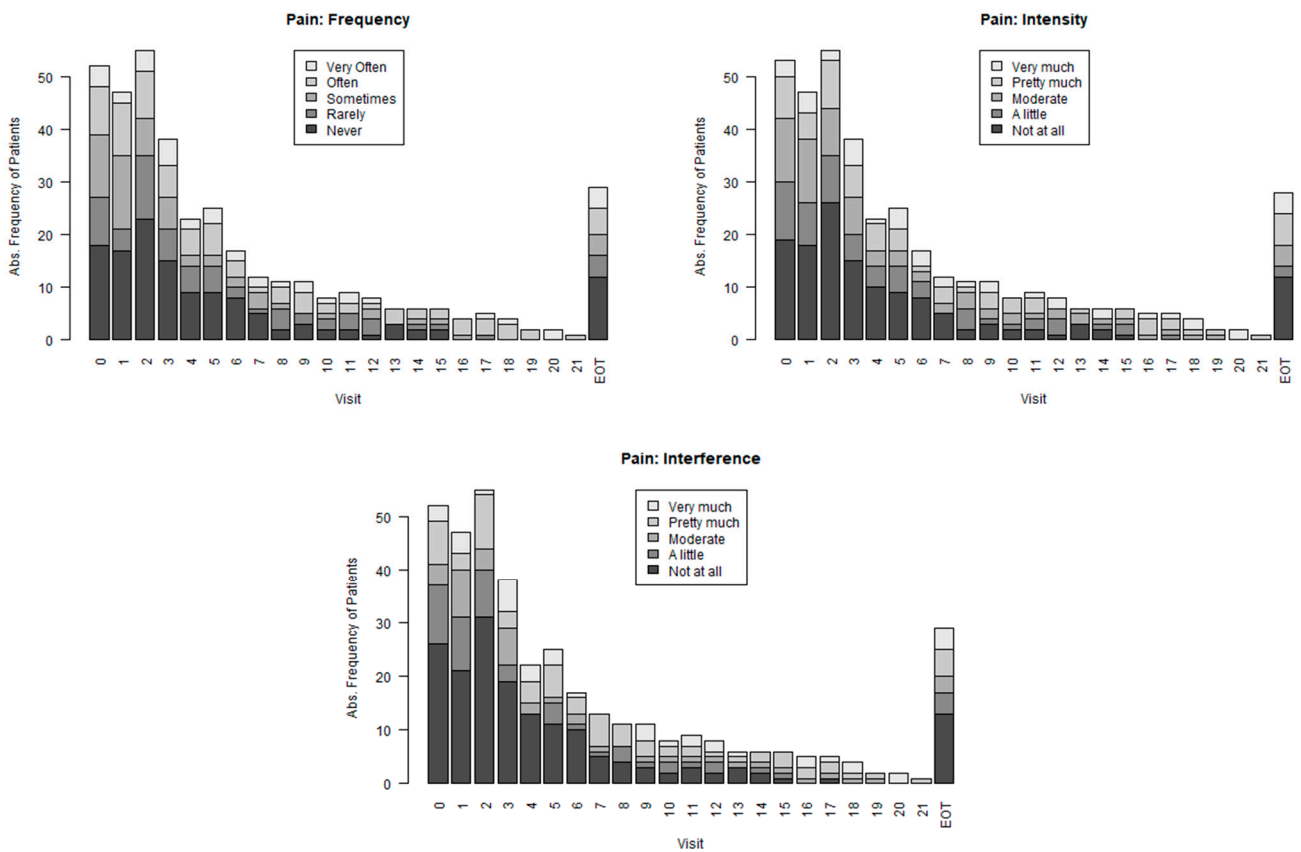 Pain: Frequency
Very Often
Often
Sometimes
Rarely
Never
Abs. Frequency of Patients
50
40
30
20
10
0
0 1 2 3 4 5 6 7 8 9 10 11 12 13 14 15 16 17 18 19 20 21 EOT
Visit
Pain: Intensity
Very much
Pretty much
Moderate
A little
Not at all
Abs. Frequency of Patients
50
40
30
20
10
0
0 1 2 3 4 5 6 7 8 9 10 11 12 13 14 15 16 17 18 19 20 21 EOT
Visit
Pain: Interference
Very much
Pretty much
Moderate
A little
Not at all
Abs. Frequency of Patients
50
40
30
20
10
0
0 1 2 3 4 5 6 7 8 9 10 11 12 13 14 15 16 17 18 19 20 21 EOT
Visit